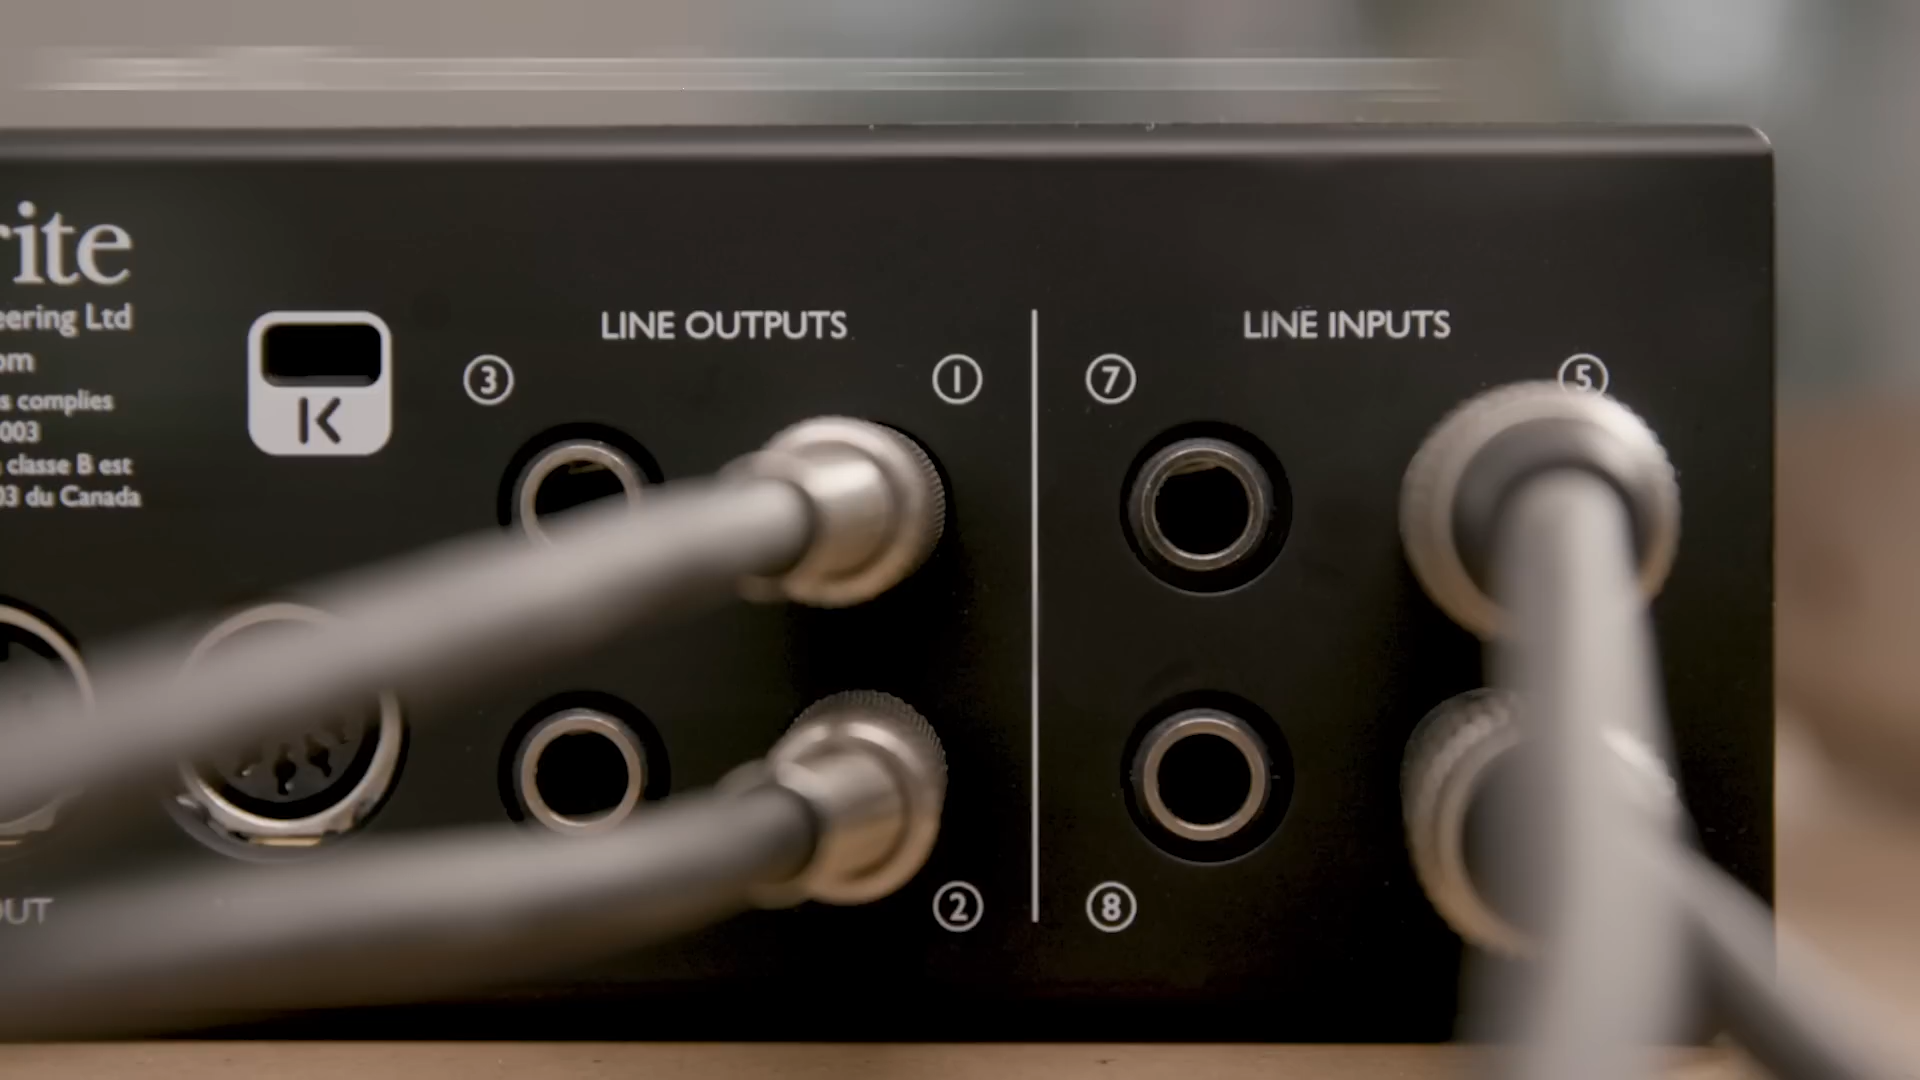 rite
eering Ltd
om
s complies
003
classe B est
03 du Canada
K
LINE OUTPUTS
3
1
LINE INPUTS
7
5
OUT
2
8